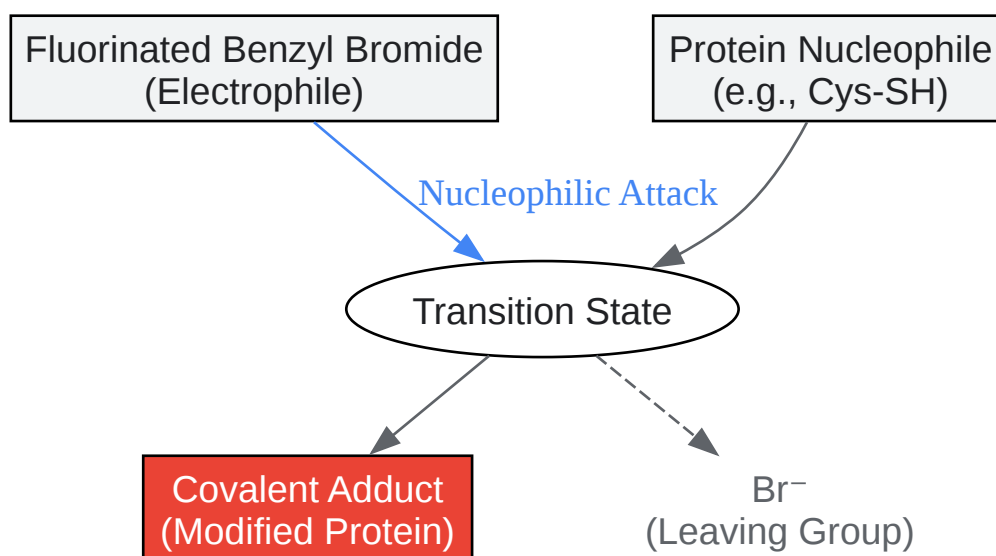 Fluorinated Benzyl Bromide
(Electrophile)
Protein Nucleophile
(e.g., Cys-SH)
Nucleophilic Attack
Transition State
Covalent Adduct
(Modified Protein)
Br⁻
(Leaving Group)